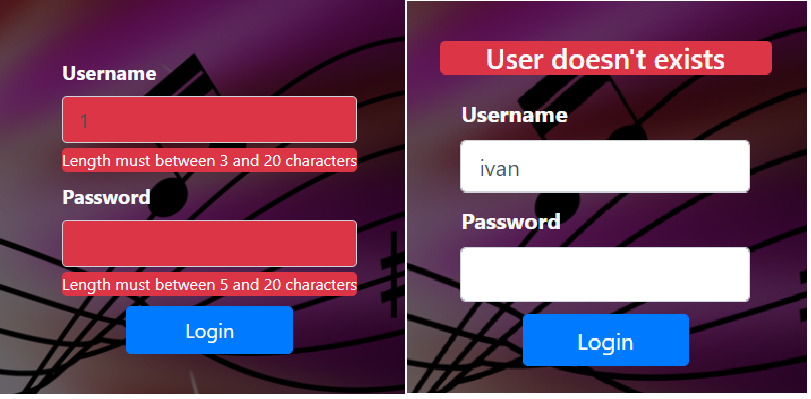 Username
1
Length must between 3 and 20 characters
Password
Length must between 5 and 20 characters
Login
User doesn't exists
Username
ivan
Password
Login